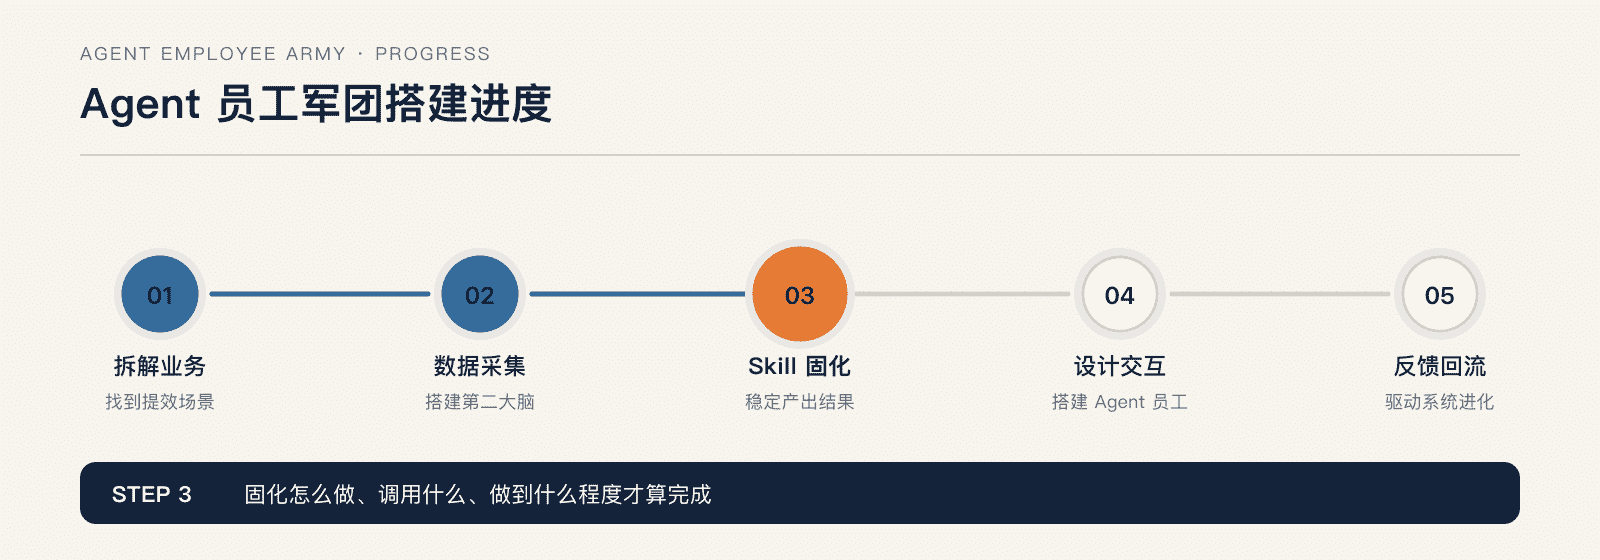 AGENT EMPLOYEE ARMY · PROGRESS
Agent 员工军团搭建进度
01
02
03
04
05
拆解业务
数据采集
Skill 固化
设计交互
反馈回流
找到提效场景
搭建第二大脑
稳定产出结果
搭建 Agent 员工
驱动系统进化
STEP 3 固化怎么做、调用什么、做到什么程度才算完成